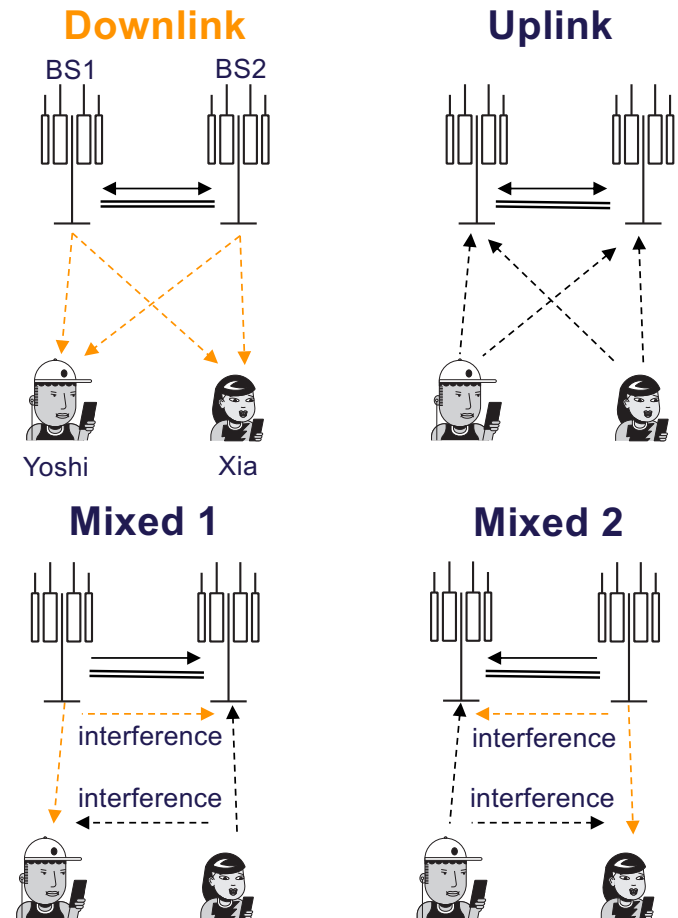 Downlink
Uplink
BS1
BS2
Yoshi
Xia
Mixed 1
Mixed 2
interference
interference
interference
interference